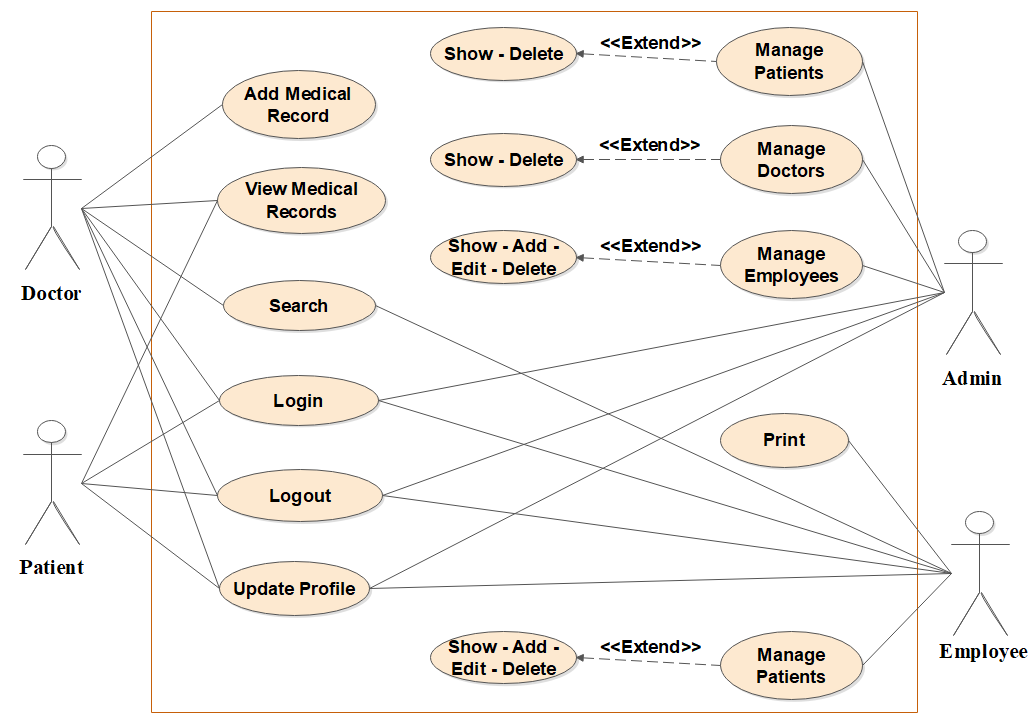 Show - Delete
<<Extend>>
Manage
Patients
Add Medical
Record
Show - Delete
<<Extend>>
Manage
Doctors
View Medical
Records
Doctor
Show - Add -
Edit - Delete
<<Extend>>
Manage
Employees
Search
Admin
Login
Print
Logout
Patient
Update Profile
Employee
Show - Add -
Edit - Delete
<<Extend>>
Manage
Patients